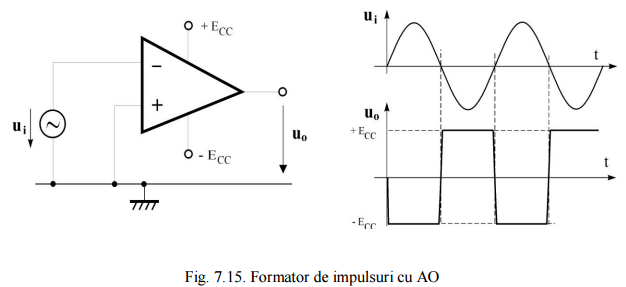 + E_CC
−
+
u_i
u_o
- E_CC
u_i
t
u_o
+E_CC
t
-E_CC
Fig. 7.15. Formator de impulsuri cu AO